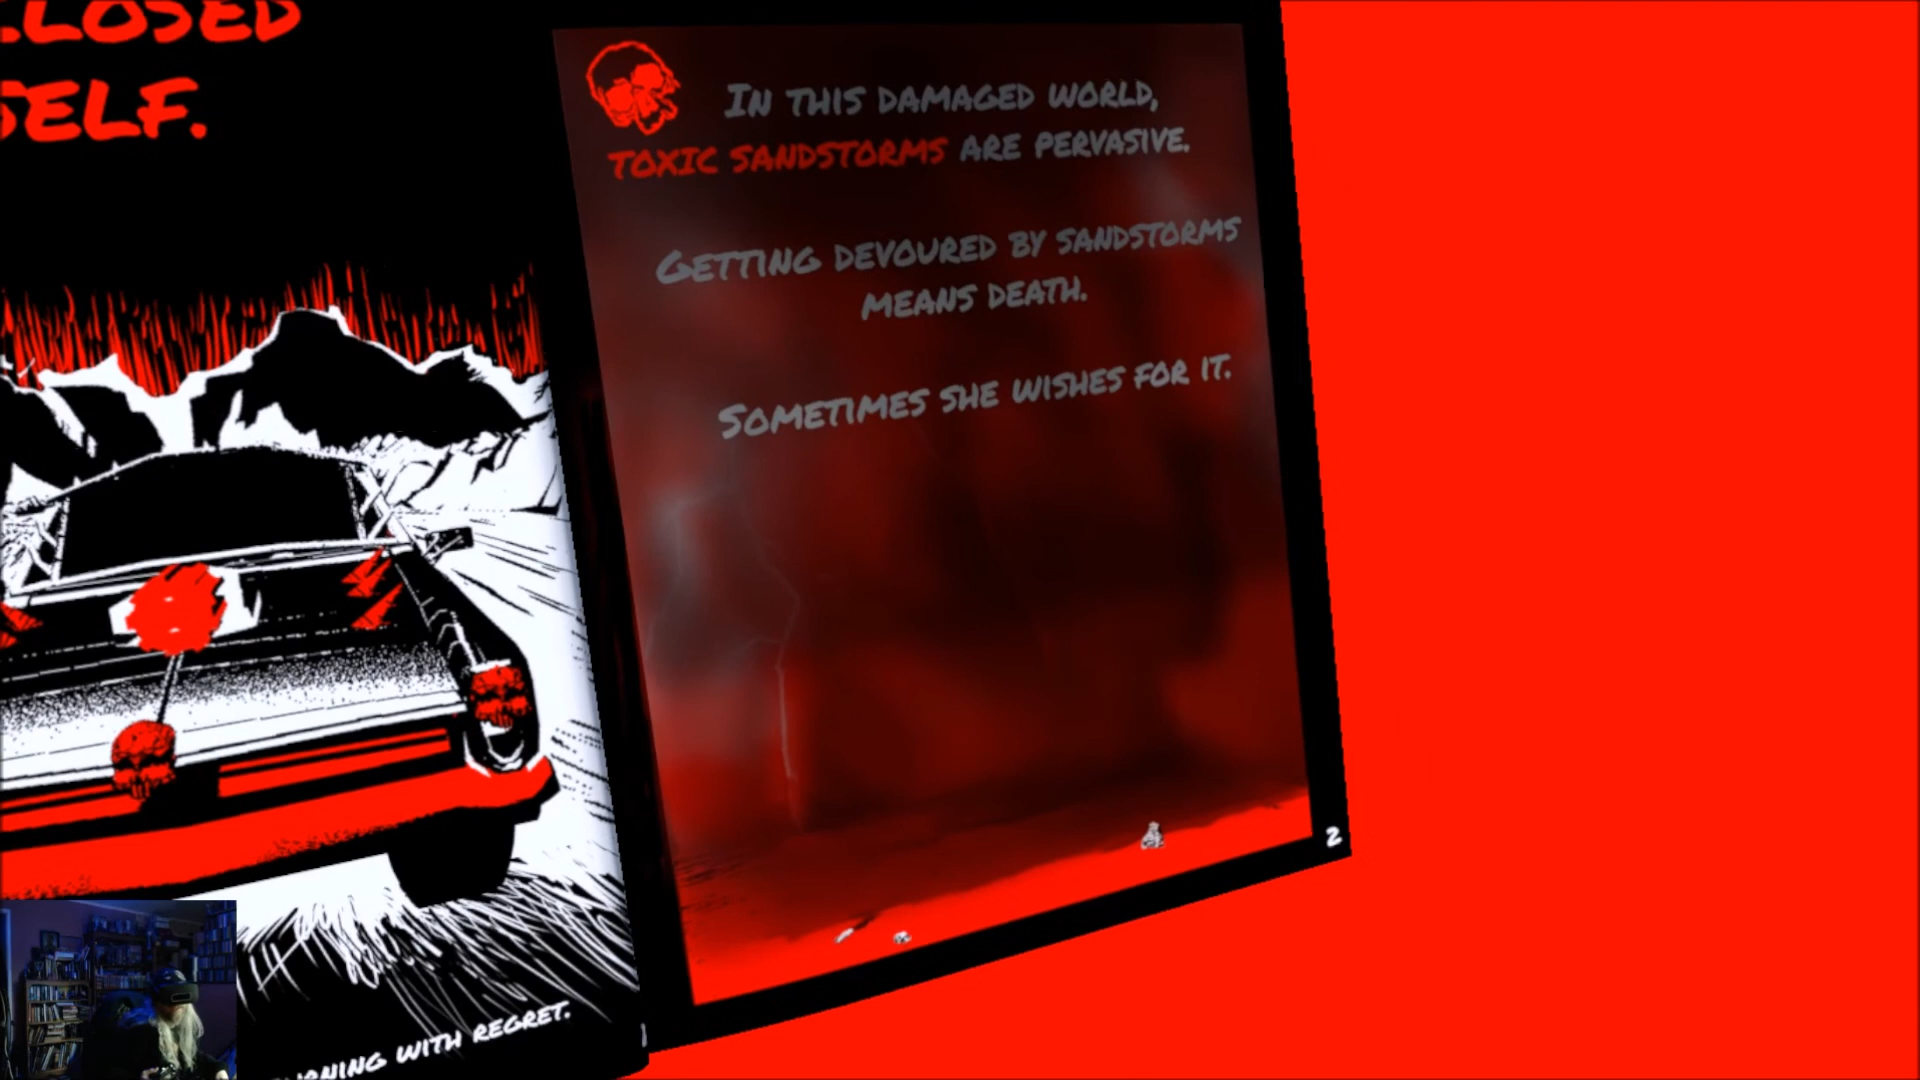 CLOSED
SELF.
IN THIS DAMAGED WORLD,
TOXIC SANDSTORMS ARE PERVASIVE.
GETTING DEVOURED BY SANDSTORMS
MEANS DEATH.
SOMETIMES SHE WISHES FOR IT.
2
WITH REGRET.